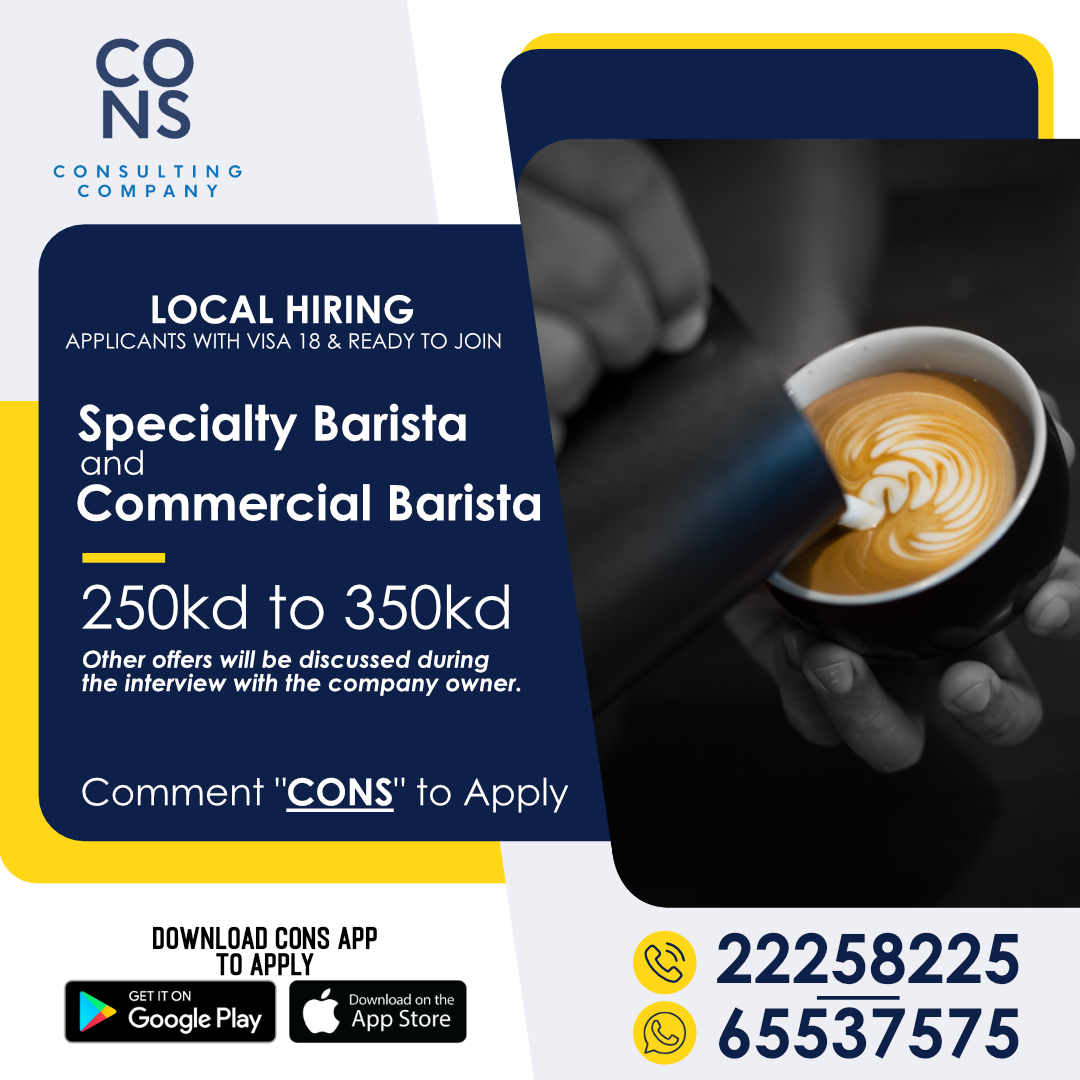 CO
NS
CONSULTING
COMPANY
LOCAL HIRING
APPLICANTS WITH VISA 18 & READY TO JOIN
Specialty Barista
and
Commercial Barista
250kd to 350kd
Other offers will be discussed during
the interview with the company owner.
Comment "CONS" to Apply
DOWNLOAD CONS APP
TO APPLY
GET IT ON
Google Play
Download on the
App Store
22258225
65537575